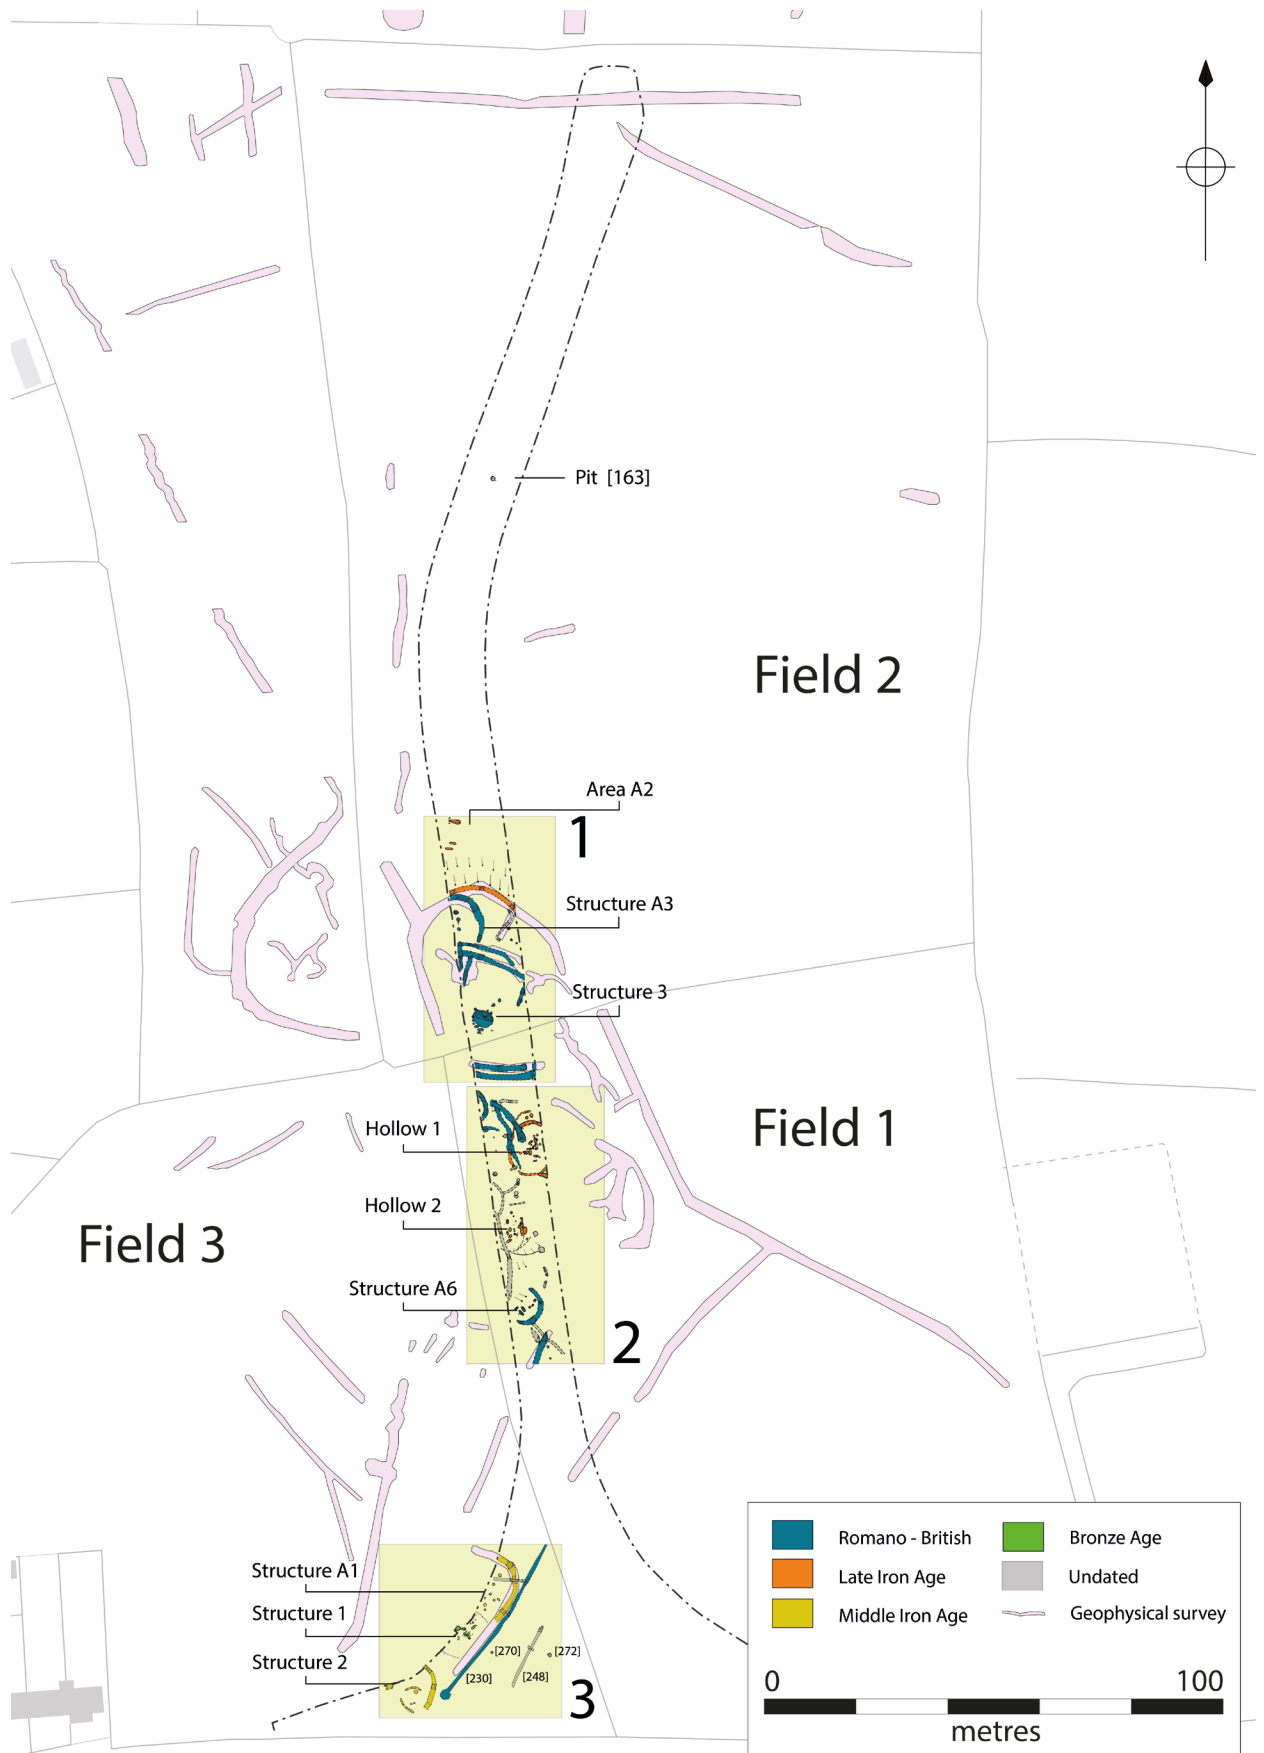 Pit [163]
Field 2
Area A2
1
Structure A3
Structure 3
Hollow 1
Field 1
Hollow 2
Field 3
Structure A6
2
Structure A1
Structure 1
Structure 2
[270]
[272]
[230]
[248]
3
Romano - British
Bronze Age
Late Iron Age
Undated
Middle Iron Age
Geophysical survey
0
100
metres